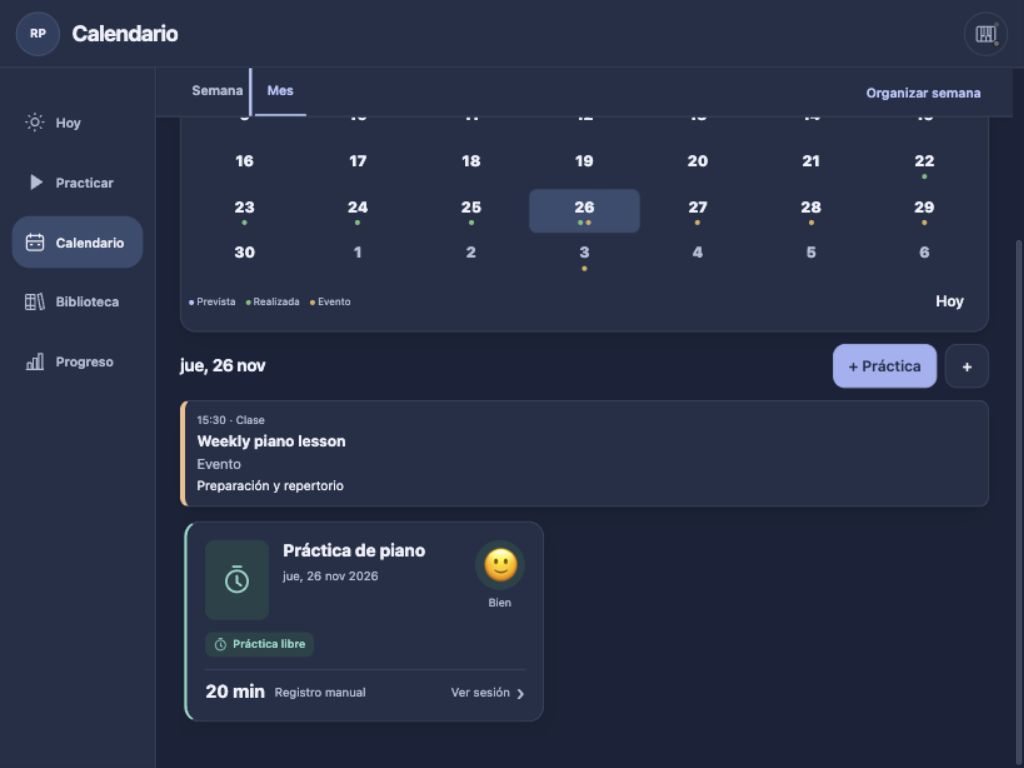 RP
Calendario
Semana
Mes
Organizar semana
Hoy
Practicar
Calendario
Biblioteca
Progreso
16 17 18 19 20 21 22
23 24 25 26 27 28 29
30 1 2 3 4 5 6
Prevista
Realizada
Evento
Hoy
jue, 26 nov
+ Práctica
+
15:30 · Clase
Weekly piano lesson
Evento
Preparación y repertorio
Práctica de piano
jue, 26 nov 2026
Bien
Práctica libre
20 min Registro manual
Ver sesión